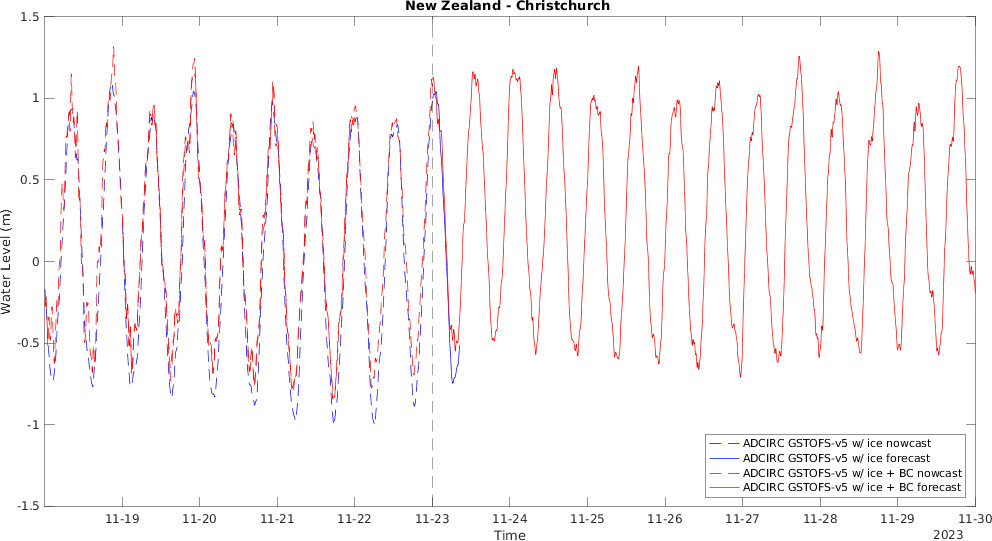 New Zealand - Christchurch
1.5
1
0.5
0
-0.5
-1
-1.5
Water Level (m)
11-19 11-20 11-21 11-22 11-23 11-24 11-25 11-26 11-27 11-28 11-29 11-30
Time
2023
ADCIRC GSTOFS-v5 w/ ice nowcast
ADCIRC GSTOFS-v5 w/ ice forecast
ADCIRC GSTOFS-v5 w/ ice + BC nowcast
ADCIRC GSTOFS-v5 w/ ice + BC forecast